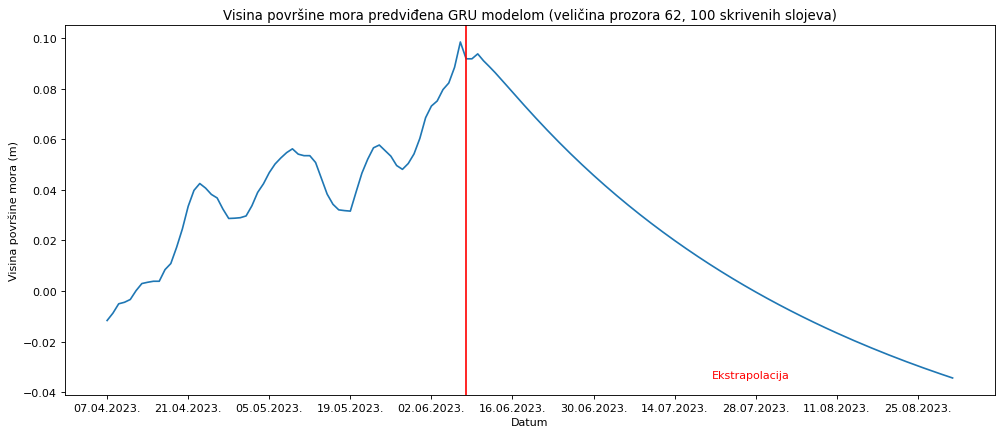 Visina površine mora predviđena GRU modelom (veličina prozora 62, 100 skrivenih slojeva)
Visina površine mora (m)
0.10
0.08
0.06
0.04
0.02
0.00
−0.02
−0.04
Ekstrapolacija
07.04.2023. 21.04.2023. 05.05.2023. 19.05.2023. 02.06.2023. 16.06.2023. 30.06.2023. 14.07.2023. 28.07.2023. 11.08.2023. 25.08.2023.
Datum